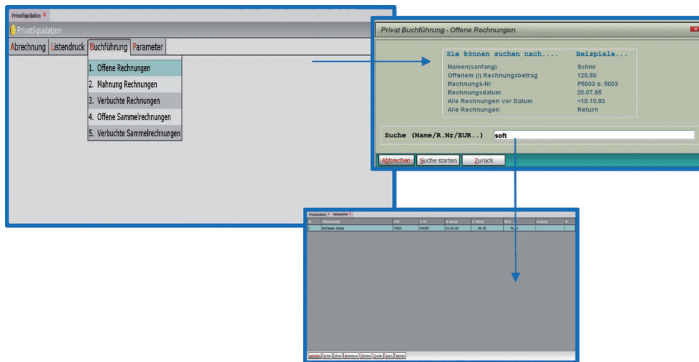 Privatliquidation
Privatliquidation
Abrechnung Listendruck Buchführung Parameter
1. Offene Rechnungen
2. Mahnung Rechnungen
3. Verbuchte Rechnungen
4. Offene Sammelrechnungen
5. Verbuchte Sammelrechnungen
Privat Buchführung - Offene Rechnungen
Sie können suchen nach.... Beispiele...
Namen(sanfang) Schmi
Offenem (!) Rechnungsbetrag 120,50
Rechnungs-Nr P5003 o. 5003
Rechnungsdatum 20.07.95
Alle Rechnungen vor Datum <10.10.93
Alle Rechnungen Return
Suche (Name/R.Nr/EUR..) soft
Abbrechen Suche starten Zurück